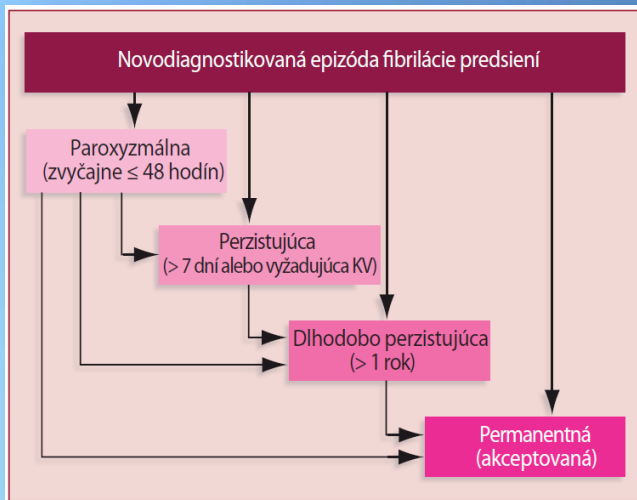 Novodiagnostikovaná epizóda fibrilácie predsiení
Paroxyzmálna
(zvyčajne ≤ 48 hodín)
Perzistujúca
(> 7 dní alebo vyžadujúca KV)
Dlhodobo perzistujúca
(> 1 rok)
Permanentná
(akceptovaná)